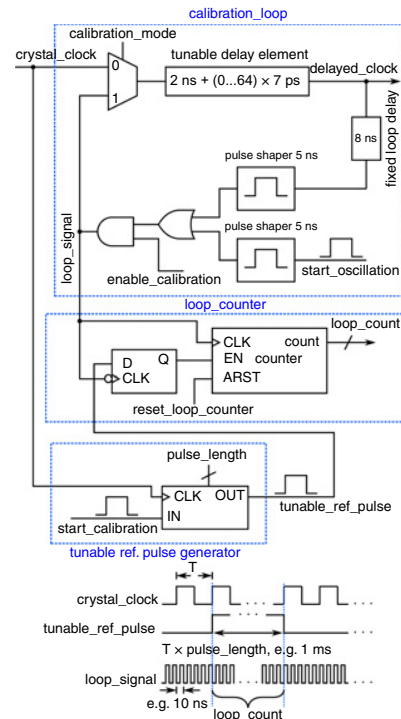 calibration_loop
calibration_mode
crystal_clock
tunable delay element
0
1
2 ns + (0...64) × 7 ps
delayed_clock
8 ns
fixed loop delay
pulse shaper 5 ns
pulse shaper 5 ns
loop_signal
enable_calibration
start_oscillation
loop_counter
loop_count
D
Q
CLK
CLK
count
EN
counter
ARST
reset_loop_counter
pulse_length
CLK
OUT
IN
start_calibration
tunable_ref_pulse
tunable ref. pulse generator
T
crystal_clock
tunable_ref_pulse
T × pulse_length, e.g. 1 ms
loop_signal
e.g. 10 ns
loop_count